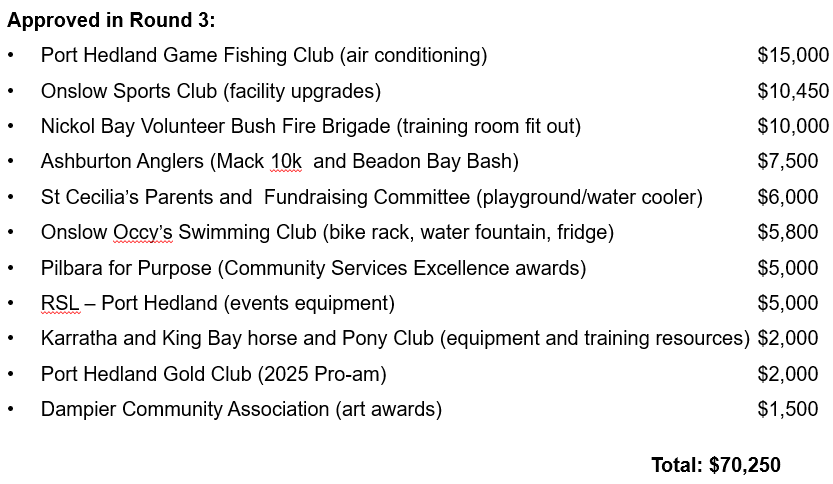 Approved in Round 3:
• Port Hedland Game Fishing Club (air conditioning) $15,000
• Onslow Sports Club (facility upgrades) $10,450
• Nickol Bay Volunteer Bush Fire Brigade (training room fit out) $10,000
• Ashburton Anglers (Mack 10k  and Beadon Bay Bash) $7,500
• St Cecilia’s Parents and  Fundraising Committee (playground/water cooler) $6,000
• Onslow Occy’s Swimming Club (bike rack, water fountain, fridge) $5,800
• Pilbara for Purpose (Community Services Excellence awards) $5,000
• RSL – Port Hedland (events equipment) $5,000
• Karratha and King Bay horse and Pony Club (equipment and training resources) $2,000
• Port Hedland Gold Club (2025 Pro-am) $2,000
• Dampier Community Association (art awards) $1,500
Total: $70,250